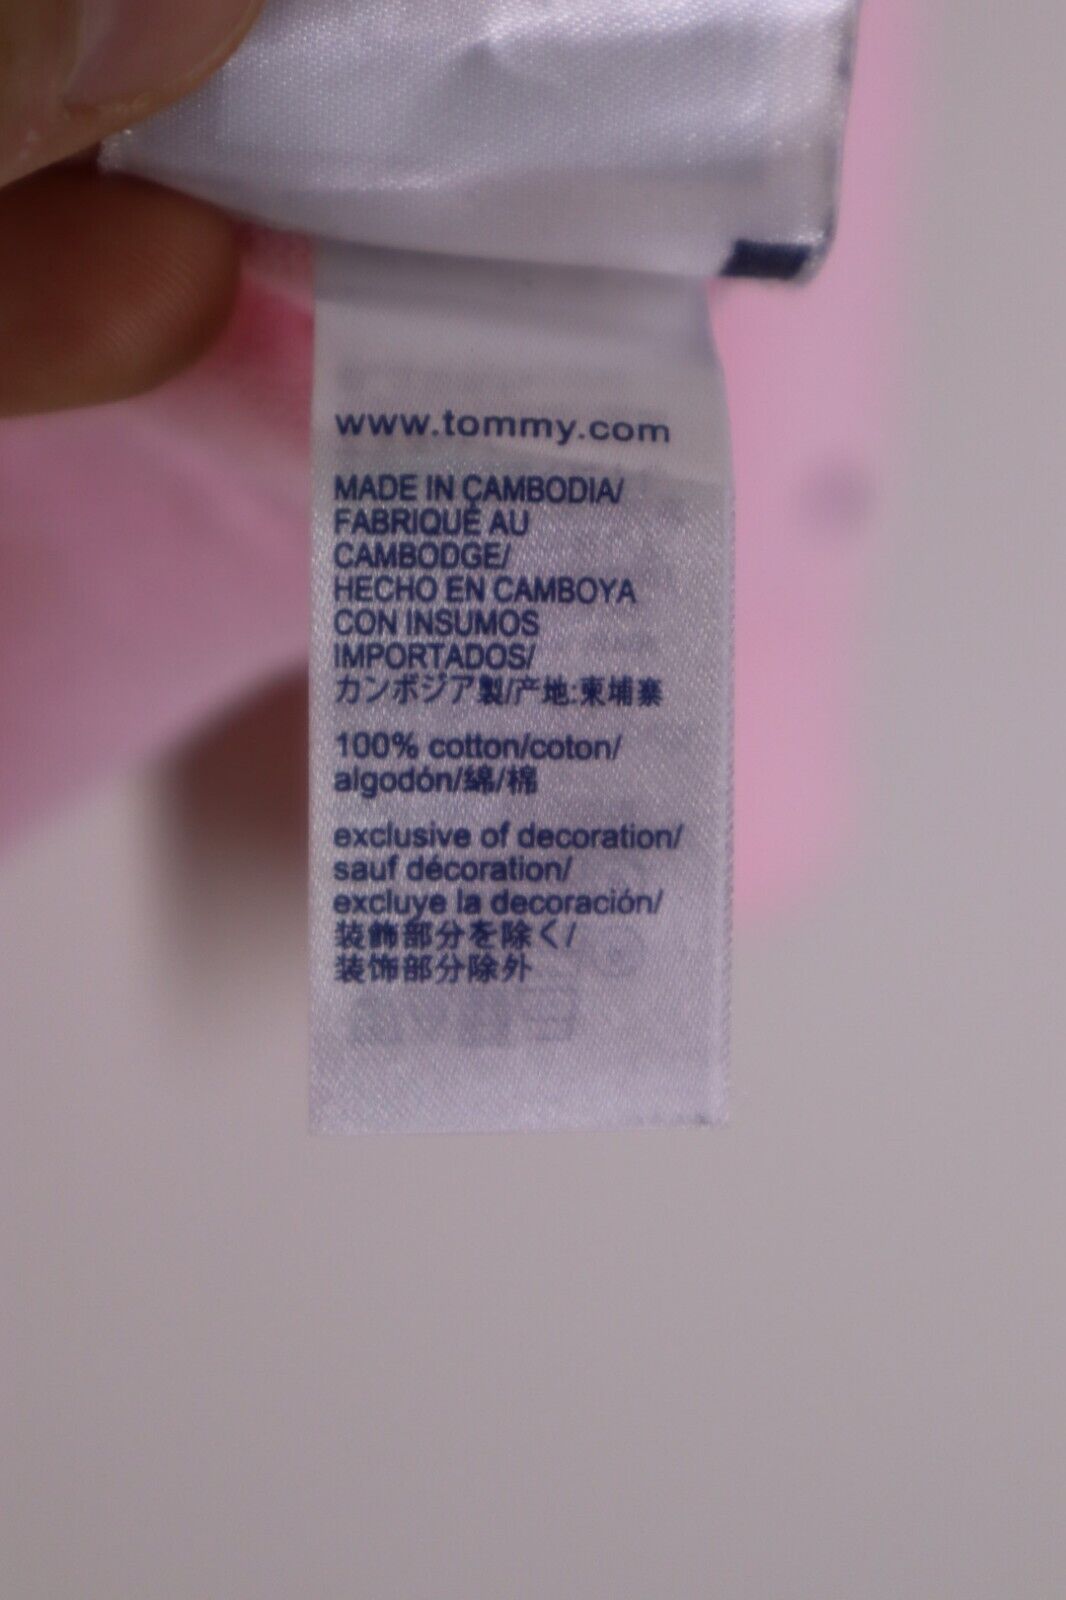 www.tommy.com
MADE IN CAMBODIA/
FABRIQUÉ AU
CAMBODGE/
HECHO EN CAMBOYA
CON INSUMOS
IMPORTADOS/
カンボジア製/产地:柬埔寨
100% cotton/coton/
algodón/綿/棉
exclusive of decoration/
sauf décoration/
excluye la decoración/
装飾部分を除く/
装饰部分除外